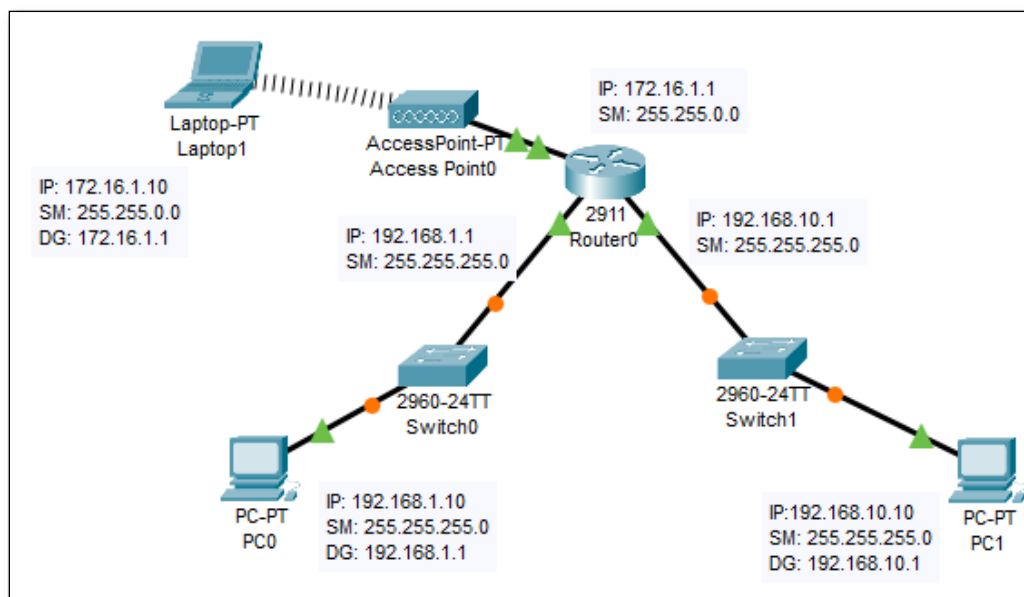 Laptop-PT
Laptop1
IP: 172.16.1.10
SM: 255.255.0.0
DG: 172.16.1.1
AccessPoint-PT
Access Point0
IP: 172.16.1.1
SM: 255.255.0.0
2911
Router0
IP: 192.168.1.1
SM: 255.255.255.0
IP: 192.168.10.1
SM: 255.255.255.0
2960-24TT
Switch0
2960-24TT
Switch1
PC-PT
PC0
IP: 192.168.1.10
SM: 255.255.255.0
DG: 192.168.1.1
IP:192.168.10.10
SM: 255.255.255.0
DG: 192.168.10.1
PC-PT
PC1